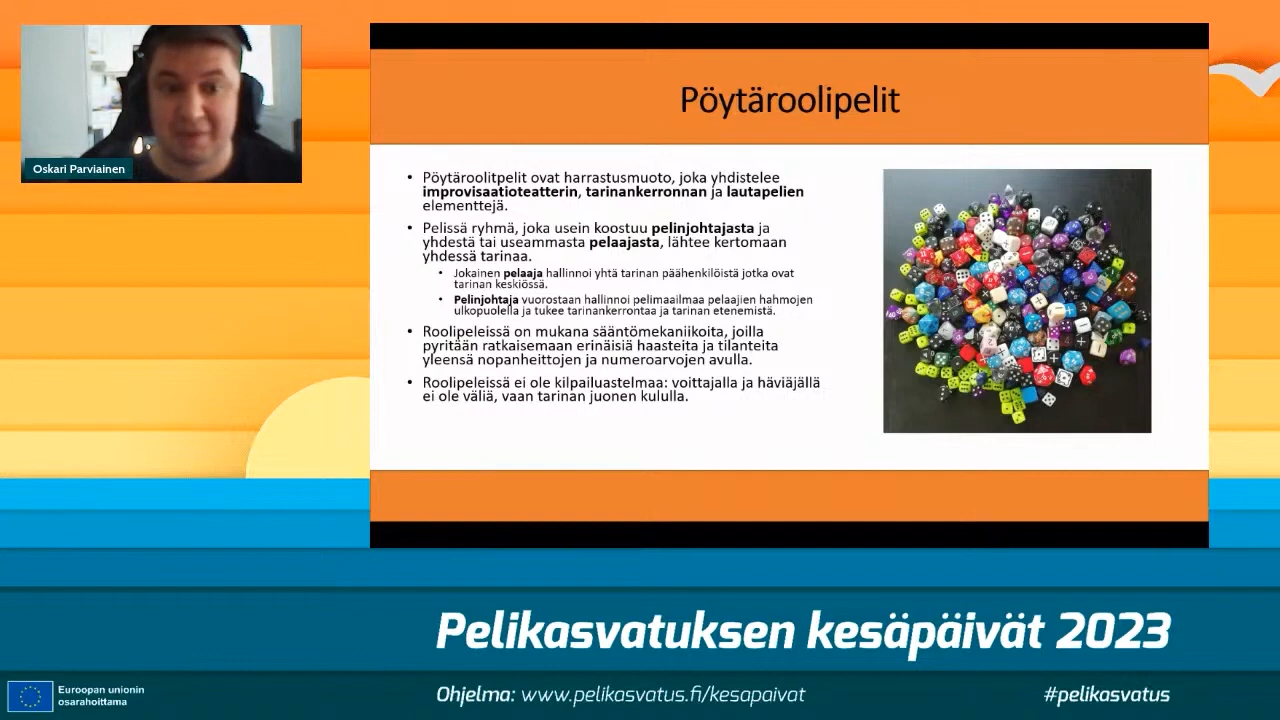 Oskari Parviainen
Pöytäroolipelit
• Pöytäroolitpelit ovat harrastusmuoto, joka yhdistelee
improvisaatioteatterin, tarinankerronnan ja lautapelien
elementtejä.
• Pelissä ryhmä, joka usein koostuu pelinjohtajasta ja
yhdestä tai useammasta pelaajasta, lähtee kertomaan
yhdessä tarinaa.
• Jokainen pelaaja hallinnoi yhtä tarinan päähenkilöistä jotka ovat
tarinan keskiössä.
• Pelinjohtaja vuorostaan hallinnoi pelimaailmaa pelaajien hahmojen
ulkopuolella ja tukee tarinankerrontaa ja tarinan etenemistä.
• Roolipeleissä on mukana sääntömekaniikoita, joilla
pyritään ratkaisemaan erinäisiä haasteita ja tilanteita
yleensä nopanheittojen ja numeroarvojen avulla.
• Roolipeleissä ei ole kilpailuastelmaa: voittajalla ja häviäjällä
ei ole väliä, vaan tarinan juonen kululla.
Pelikasvatuksen kesäpäivät 2023
Euroopan unionin
osarahoittama
Ohjelma: www.pelikasvatus.fi/kesapaivat
#pelikasvatus